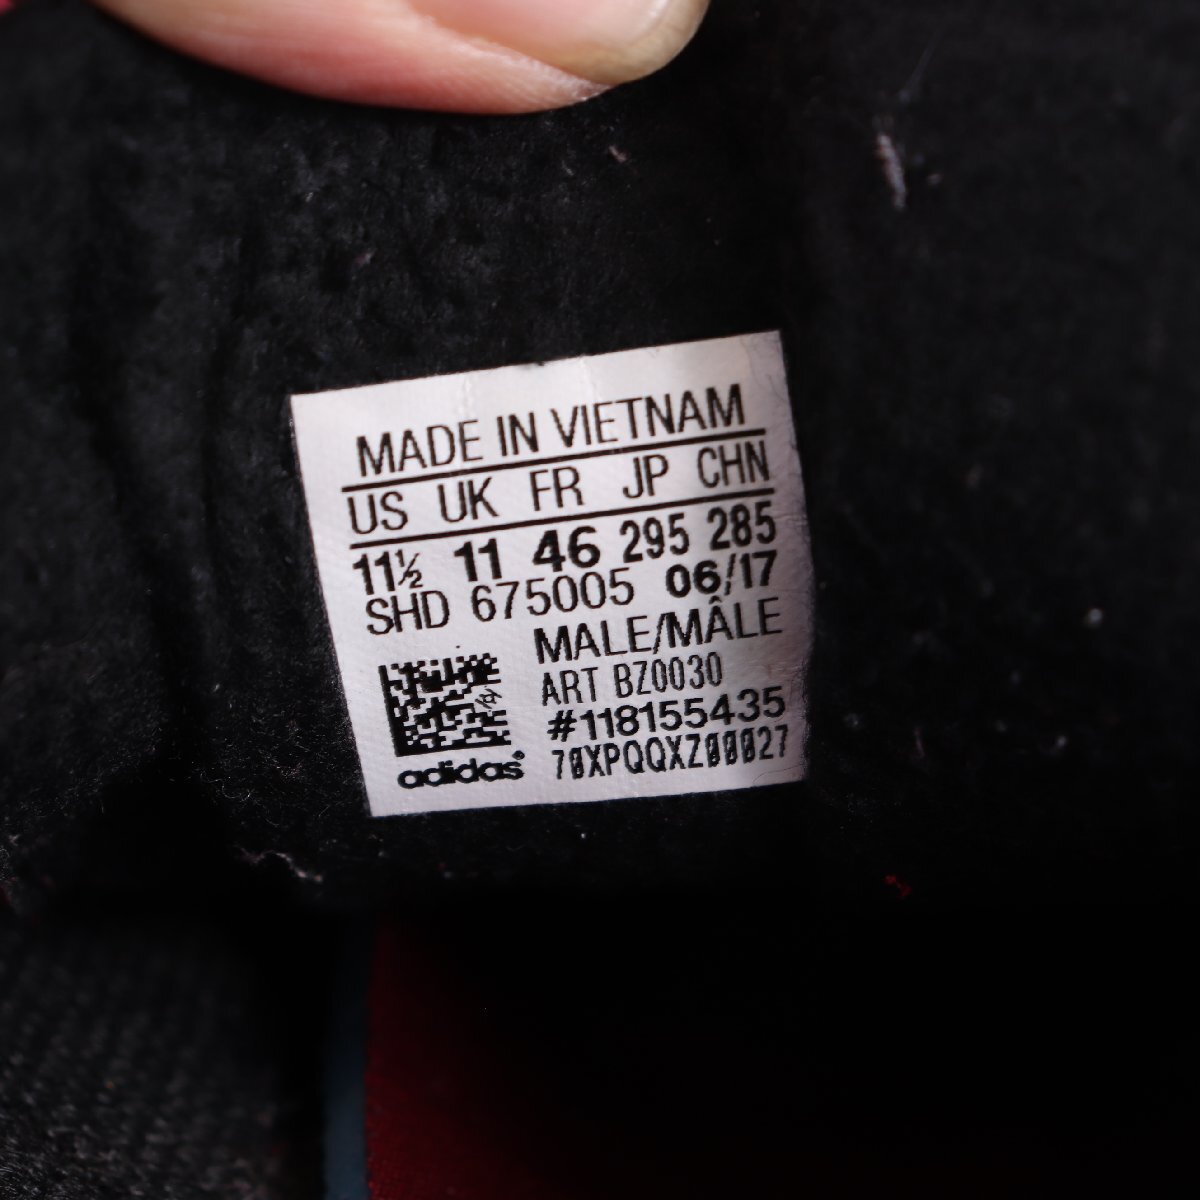 MADE IN VIETNAM
US UK FR JP CHN
11½ 11 46 295 285
SHD 675005 06/17
MALE/MÂLE
ART BZ0030
#118155435
70XPQQXZ00027
adidas®